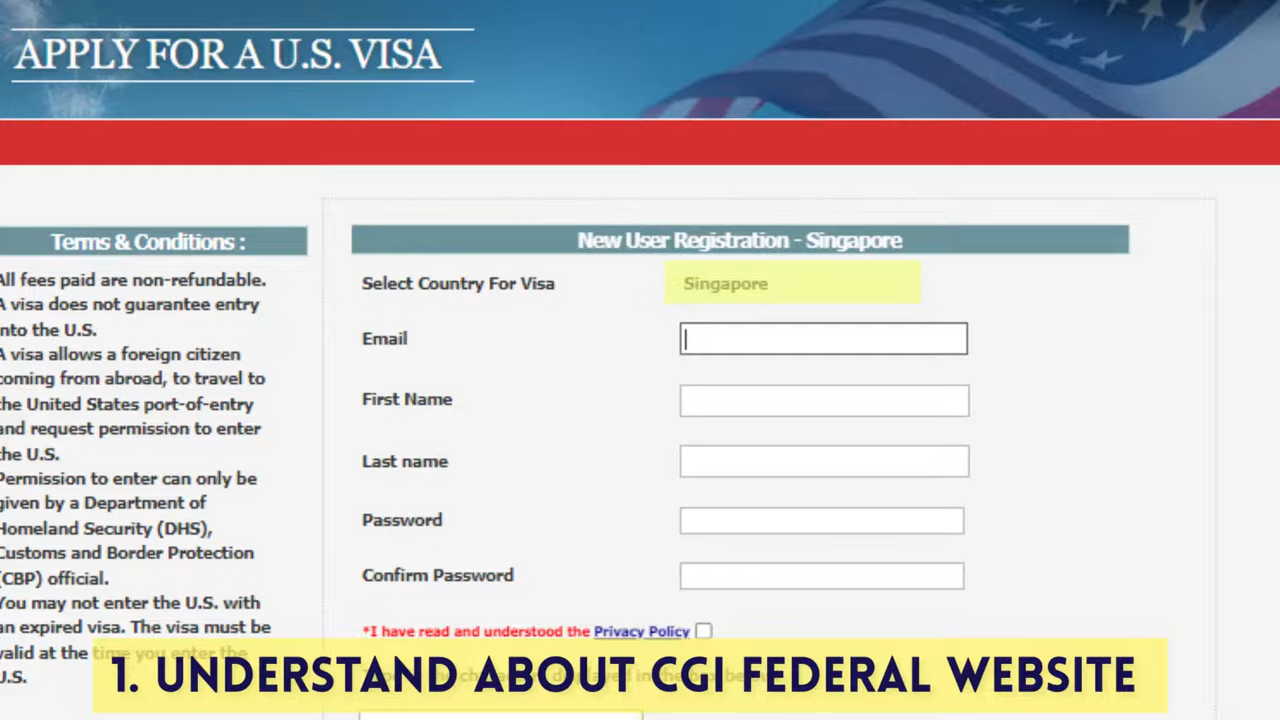 APPLY FOR A U.S. VISA
Terms & Conditions :
All fees paid are non-refundable.
A visa does not guarantee entry
into the U.S.
A visa allows a foreign citizen
coming from abroad, to travel to
the United States port-of-entry
and request permission to enter
the U.S.
Permission to enter can only be
given by a Department of
Homeland Security (DHS),
Customs and Border Protection
(CBP) official.
You may not enter the U.S. with
an expired visa. The visa must be
valid at the time you enter the
U.S.
New User Registration - Singapore
Select Country For Visa Singapore
Email
First Name
Last name
Password
Confirm Password
*I have read and understood the Privacy Policy
1. UNDERSTAND ABOUT CGI FEDERAL WEBSITE